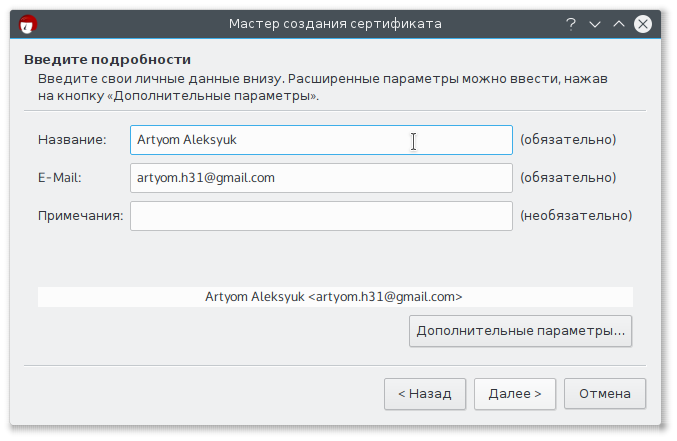 Мастер создания сертификата
Введите подробности
Введите свои личные данные внизу. Расширенные параметры можно ввести, нажав
на кнопку «Дополнительные параметры».
Название: Artyom Aleksyuk (обязательно)
E-Mail: artyom.h31@gmail.com (обязательно)
Примечания: (необязательно)
Artyom Aleksyuk <artyom.h31@gmail.com>
Дополнительные параметры...
< Назад Далее > Отмена